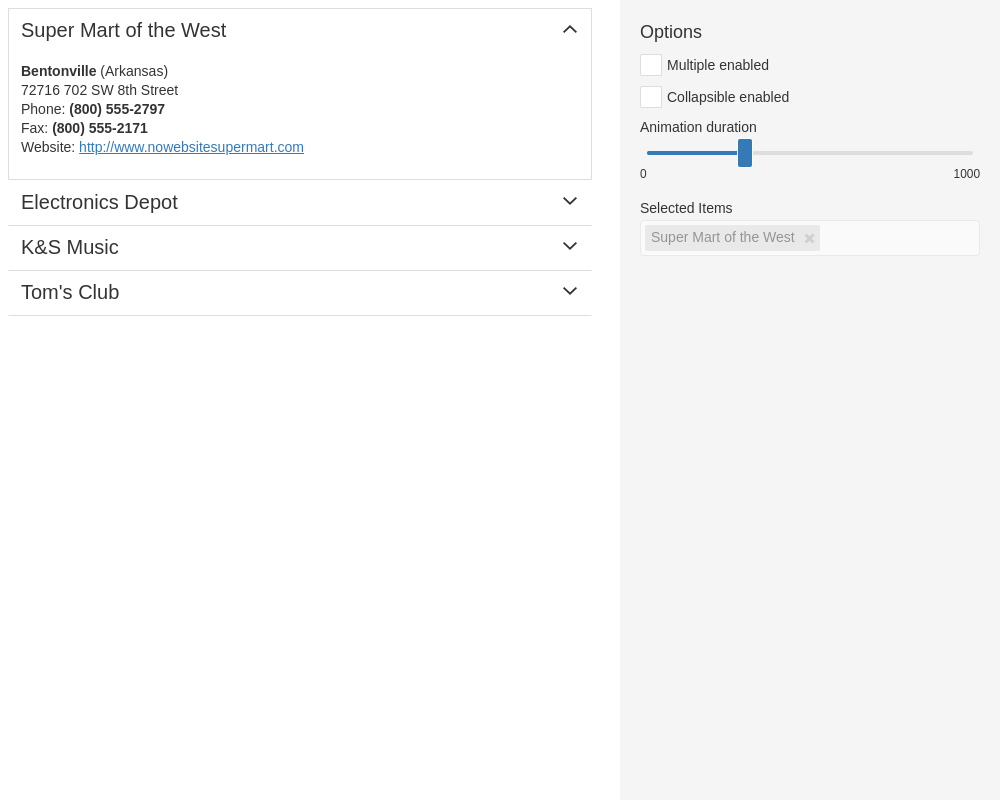 Super Mart of the West
Bentonville (Arkansas)
72716 702 SW 8th Street
Phone: (800) 555-2797
Fax: (800) 555-2171
Website: http://www.nowebsitesupermart.com
Electronics Depot
K&S Music
Tom's Club
Options
Multiple enabled
Collapsible enabled
Animation duration
0 1000
Selected Items
Super Mart of the West